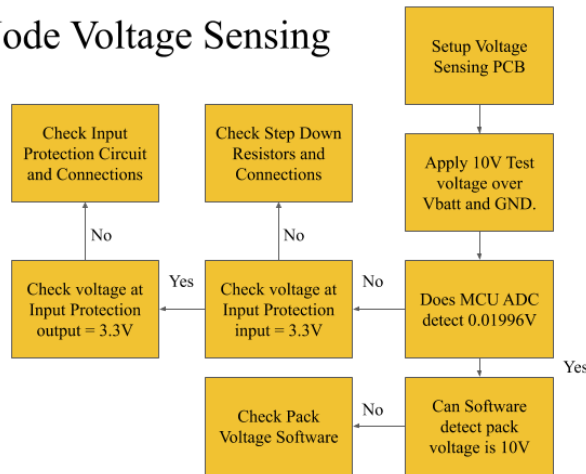 Voltage Sensing
Setup Voltage
Sensing PCB
Check Input
Protection Circuit
and Connections
Check Step Down
Resistors and
Connections
Apply 10V Test
voltage over
Vbatt and GND.
No
No
Check voltage at
Input Protection
output = 3.3V
Yes
Check voltage at
Input Protection
input = 3.3V
No
Does MCU ADC
detect 0.01996V
Yes
Check Pack
Voltage Software
No
Can Software
detect pack
voltage is 10V